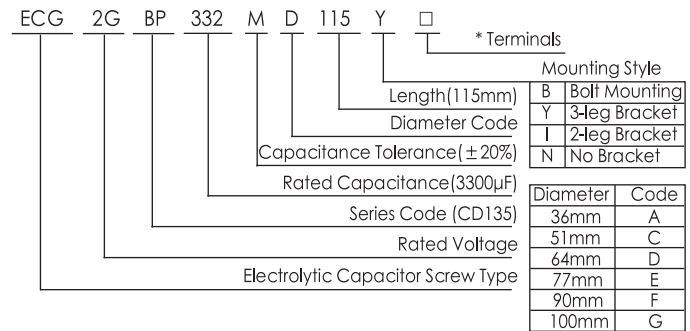 ECG 2G BP 332 M D 115 Y □
* Terminals
Mounting Style
B Bolt Mounting
Y 3-leg Bracket
I 2-leg Bracket
N No Bracket
Length(115mm)
Diameter Code
Capacitance Tolerance(±20%)
Rated Capacitance(3300µF)
Series Code (CD135)
Rated Voltage
Electrolytic Capacitor Screw Type
Diameter Code
36mm A
51mm C
64mm D
77mm E
90mm F
100mm G